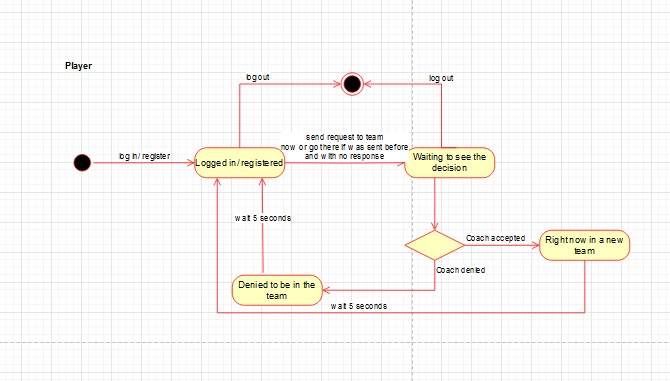 Player
log out
log out
send request to team
now or go there if was sent before
and with no response
log in/ register
Logged in/registered
Waiting to see the
decision
wait 5 seconds
Coach accepted
Right now in a new
team
Coach denied
Denied to be in the
team
wait 5 seconds